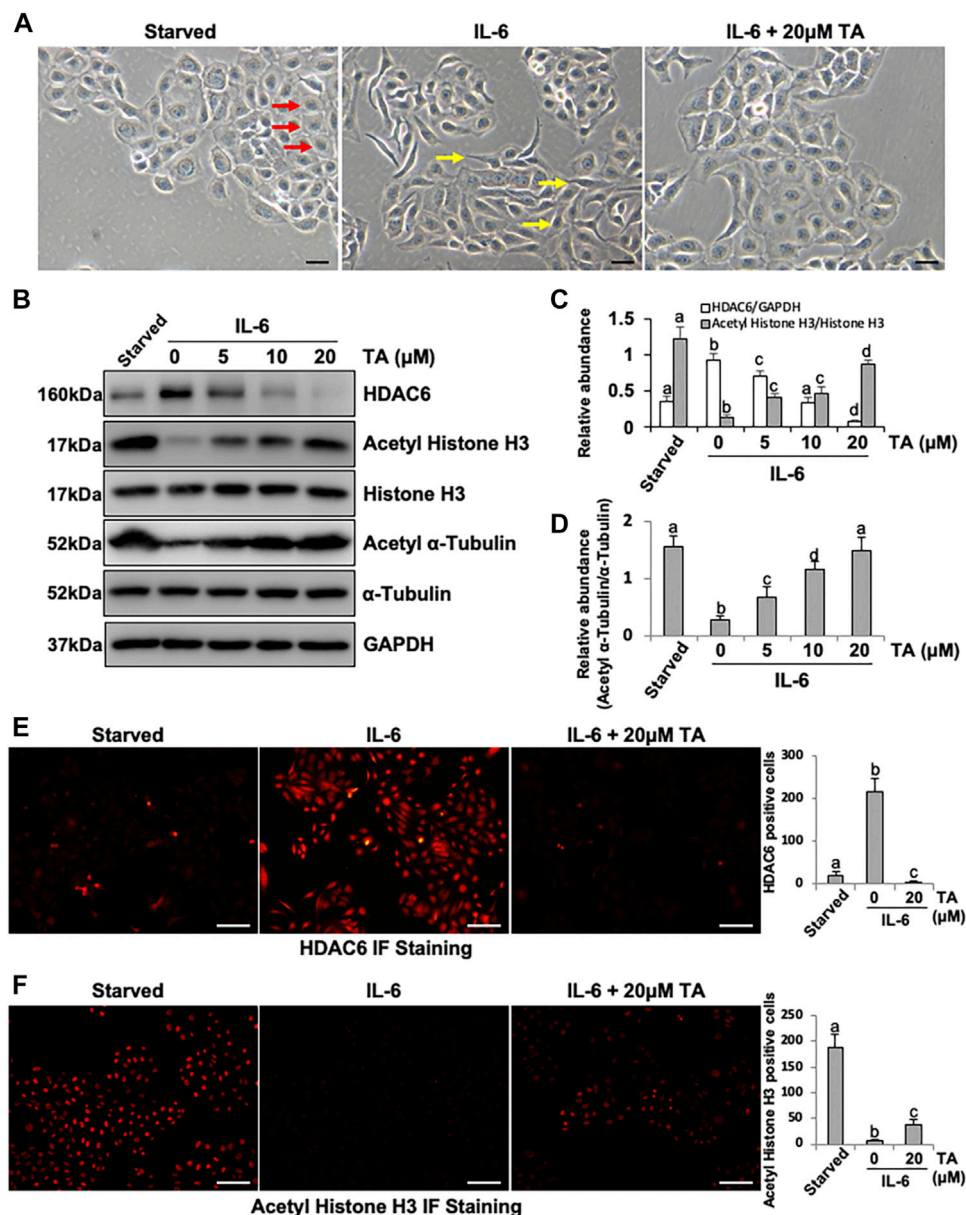 A
Starved
IL-6
IL-6 + 20μM TA
B
Starved
IL-6
0
5
10
20
TA (μM)
160kDa
HDAC6
17kDa
Acetyl Histone H3
17kDa
Histone H3
52kDa
Acetyl α-Tubulin
52kDa
α-Tubulin
37kDa
GAPDH
C
HDAC6/GAPDH
Acetyl Histone H3/Histone H3
Relative abundance
1.5
1
0.5
0
a
a
b
b
c
c
a
c
d
d
Starved
0
5
10
20
TA (μM)
IL-6
D
Relative abundance
(Acetyl α-Tubulin/α-Tubulin)
2
1
0
a
b
c
d
a
Starved
0
5
10
20
TA (μM)
IL-6
E
Starved
IL-6
IL-6 + 20μM TA
HDAC6 IF Staining
HDAC6 positive cells
300
200
100
0
a
b
c
Starved
0
20
TA
(μM)
IL-6
F
Starved
IL-6
IL-6 + 20μM TA
Acetyl Histone H3 IF Staining
Acetyl Histone H3 positive cells
250
200
150
100
50
0
a
b
c
Starved
0
20
TA
(μM)
IL-6